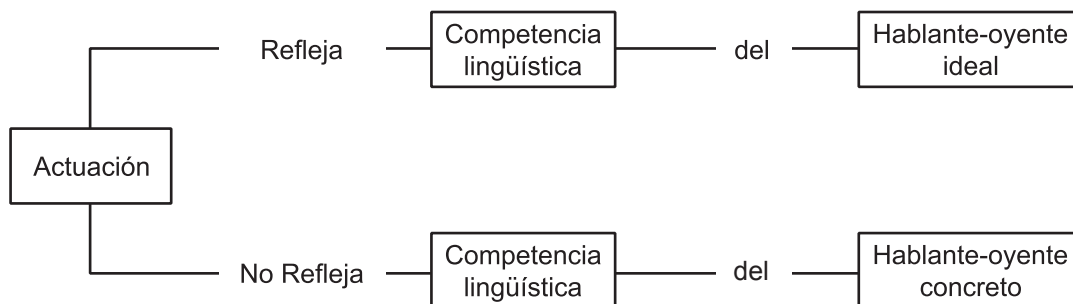 Refleja
Competencia
lingüística
del
Hablante-oyente
ideal
Actuación
No Refleja
Competencia
lingüística
del
Hablante-oyente
concreto